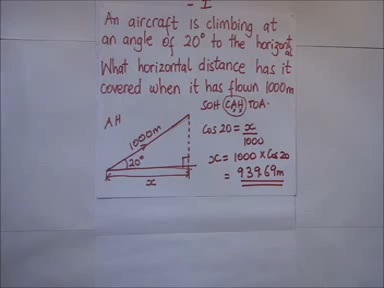 - I
An aircraft is climbing at
an angle of 20° to the horizontal
What horizontal distance has it
covered when it has flown 1000m
SOH CAH TOA.
AH
1000m
20°
x
Cos 20 = x
1000
x = 1000 x Cos 20
= 939.69m